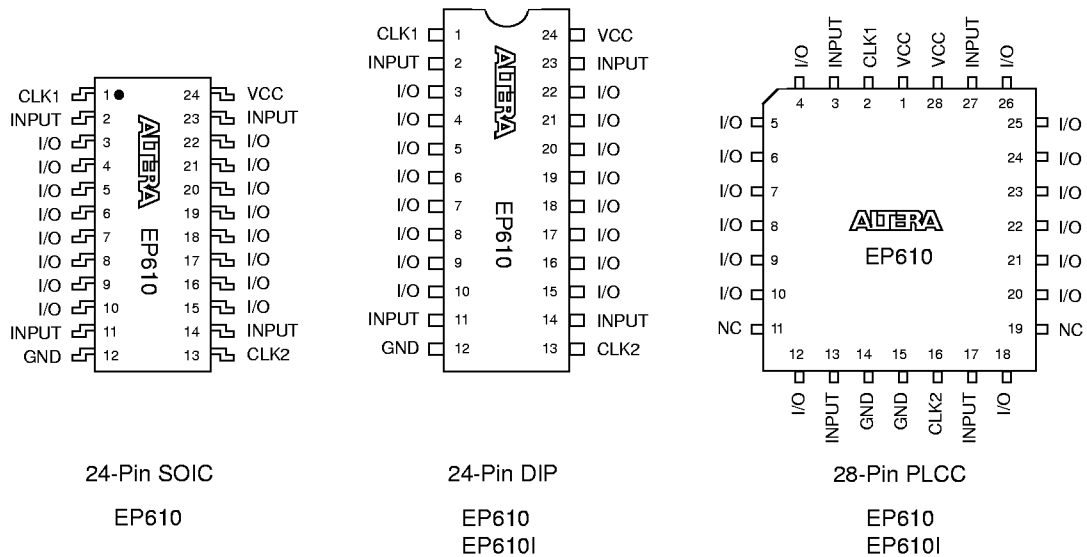 CLK1 1 24 VCC
INPUT 2 23 INPUT
I/O 3 22 I/O
I/O 4 21 I/O
I/O 5 20 I/O
I/O 6 19 I/O
I/O 7 18 I/O
I/O 8 17 I/O
I/O 9 16 I/O
I/O 10 15 I/O
INPUT 11 14 INPUT
GND 12 13 CLK2
ALTERA
EP610
24-Pin SOIC
EP610
CLK1 1 24 VCC
INPUT 2 23 INPUT
I/O 3 22 I/O
I/O 4 21 I/O
I/O 5 20 I/O
I/O 6 19 I/O
I/O 7 18 I/O
I/O 8 17 I/O
I/O 9 16 I/O
I/O 10 15 I/O
INPUT 11 14 INPUT
GND 12 13 CLK2
ALTERA
EP610
24-Pin DIP
EP610
EP610I
I/O INPUT CLK1 VCC VCC INPUT I/O
4 3 2 1 28 27 26
I/O 5 25 I/O
I/O 6 24 I/O
I/O 7 23 I/O
I/O 8 22 I/O
I/O 9 21 I/O
I/O 10 20 I/O
NC 11 19 NC
ALTERA
EP610
12 13 14 15 16 17 18
I/O INPUT GND GND CLK2 INPUT I/O
28-Pin PLCC
EP610
EP610I